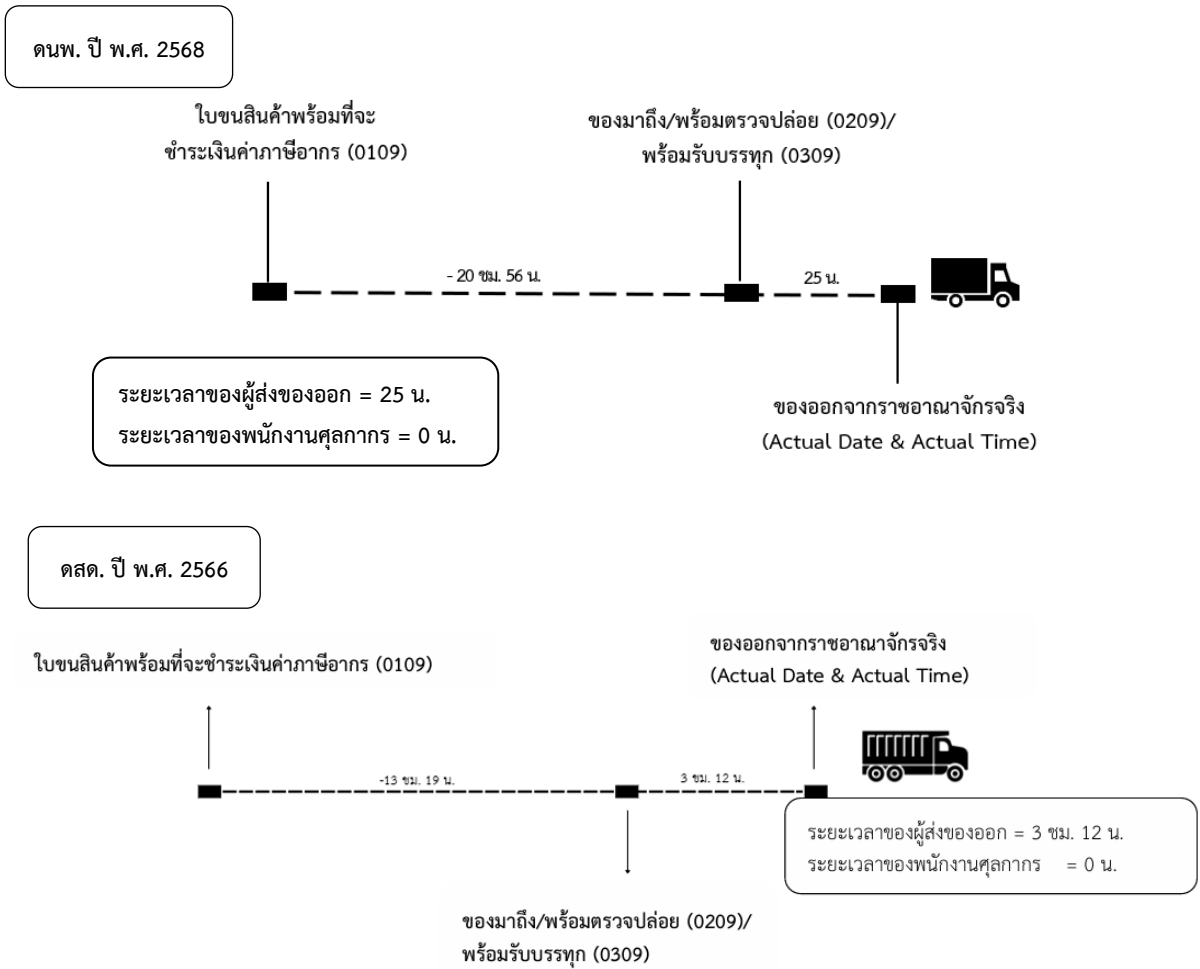 ดนพ. ปี พ.ศ. 2568
ใบขนสินค้าพร้อมที่จะ
ชำระเงินค่าภาษีอากร (0109)
ของมาถึง/พร้อมตรวจปล่อย (0209)/
พร้อมรับบรรทุก (0309)
- 20 ชม. 56 น.
25 น.
ระยะเวลาของผู้ส่งของออก = 25 น.
ระยะเวลาของพนักงานศุลกากร = 0 น.
ของออกจากราชอาณาจักรจริง
(Actual Date & Actual Time)
ดสด. ปี พ.ศ. 2566
ใบขนสินค้าพร้อมที่จะชำระเงินค่าภาษีอากร (0109)
ของออกจากราชอาณาจักรจริง
(Actual Date & Actual Time)
-13 ชม. 19 น.
3 ชม. 12 น.
ระยะเวลาของผู้ส่งของออก = 3 ชม. 12 น.
ระยะเวลาของพนักงานศุลกากร = 0 น.
ของมาถึง/พร้อมตรวจปล่อย (0209)/
พร้อมรับบรรทุก (0309)